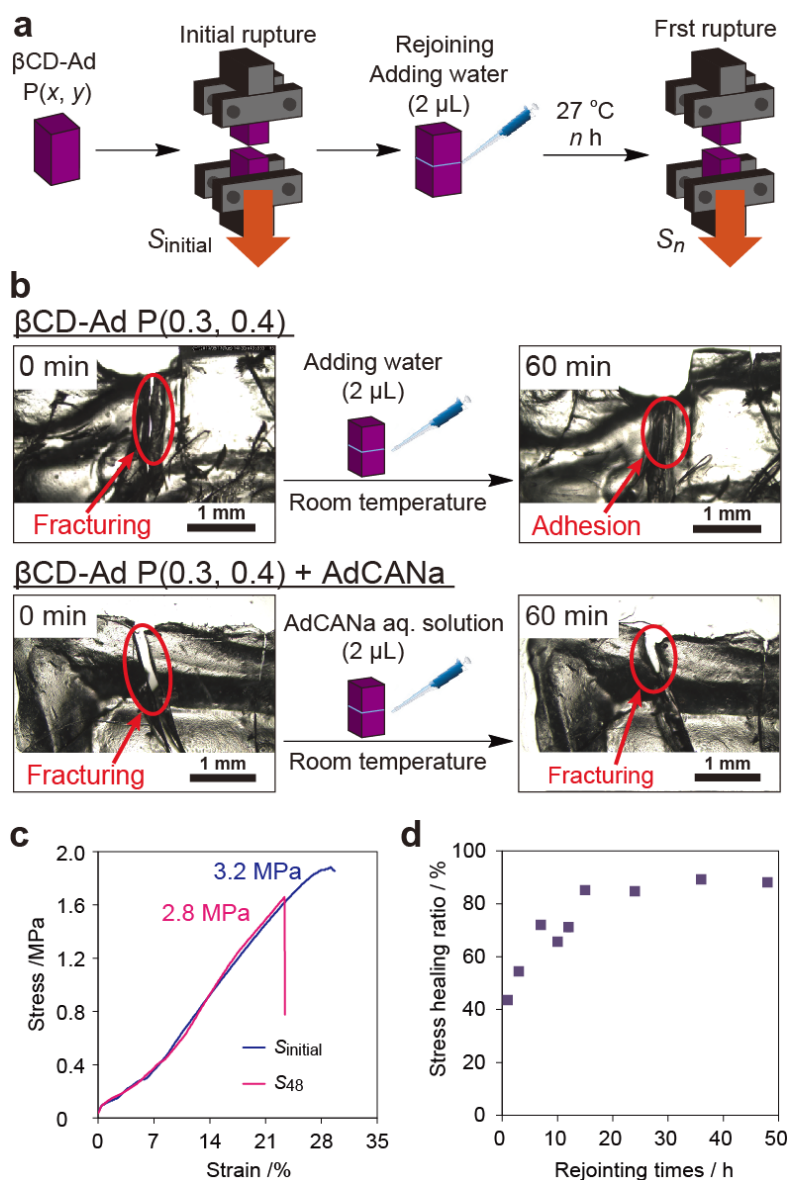 a
βCD-Ad
P(x, y)
Initial rupture
Sinitial
Rejoining
Adding water
(2 μL)
27 °C
n h
Frst rupture
Sn
b
βCD-Ad P(0.3, 0.4)
0 min
Fracturing
1 mm
Adding water
(2 μL)
Room temperature
60 min
Adhesion
1 mm
βCD-Ad P(0.3, 0.4) + AdCANa
0 min
Fracturing
1 mm
AdCANa aq. solution
(2 μL)
Room temperature
60 min
Fracturing
1 mm
c
Stress /MPa
2.0
1.6
1.2
0.8
0.4
0
3.2 MPa
2.8 MPa
Sinitial
S48
0
7
14
21
28
35
Strain /%
d
Stress healing ratio / %
100
80
60
40
20
0
0
10
20
30
40
50
Rejointing times / h